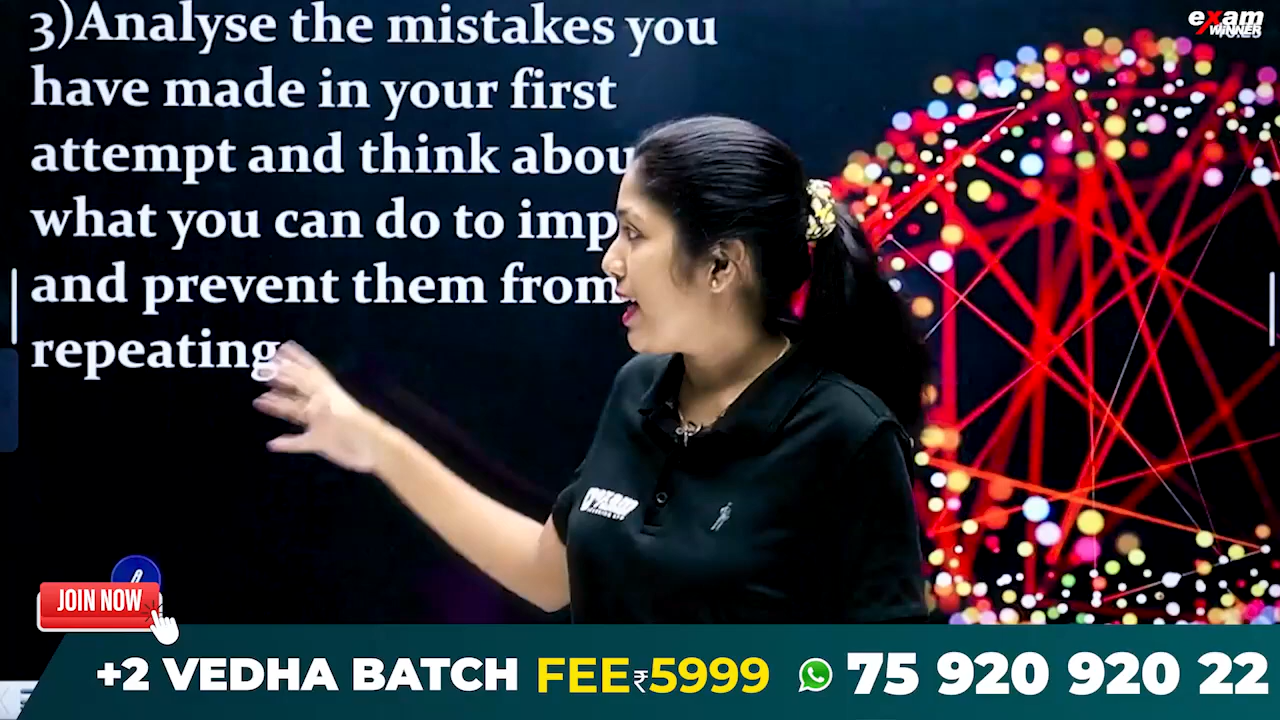 3)Analyse the mistakes you
have made in your first
attempt and think abou
what you can do to imp
and prevent them from
repeating
exam
WINNER
JOIN NOW
+2 VEDHA BATCH FEE ₹5999 75 920 920 22